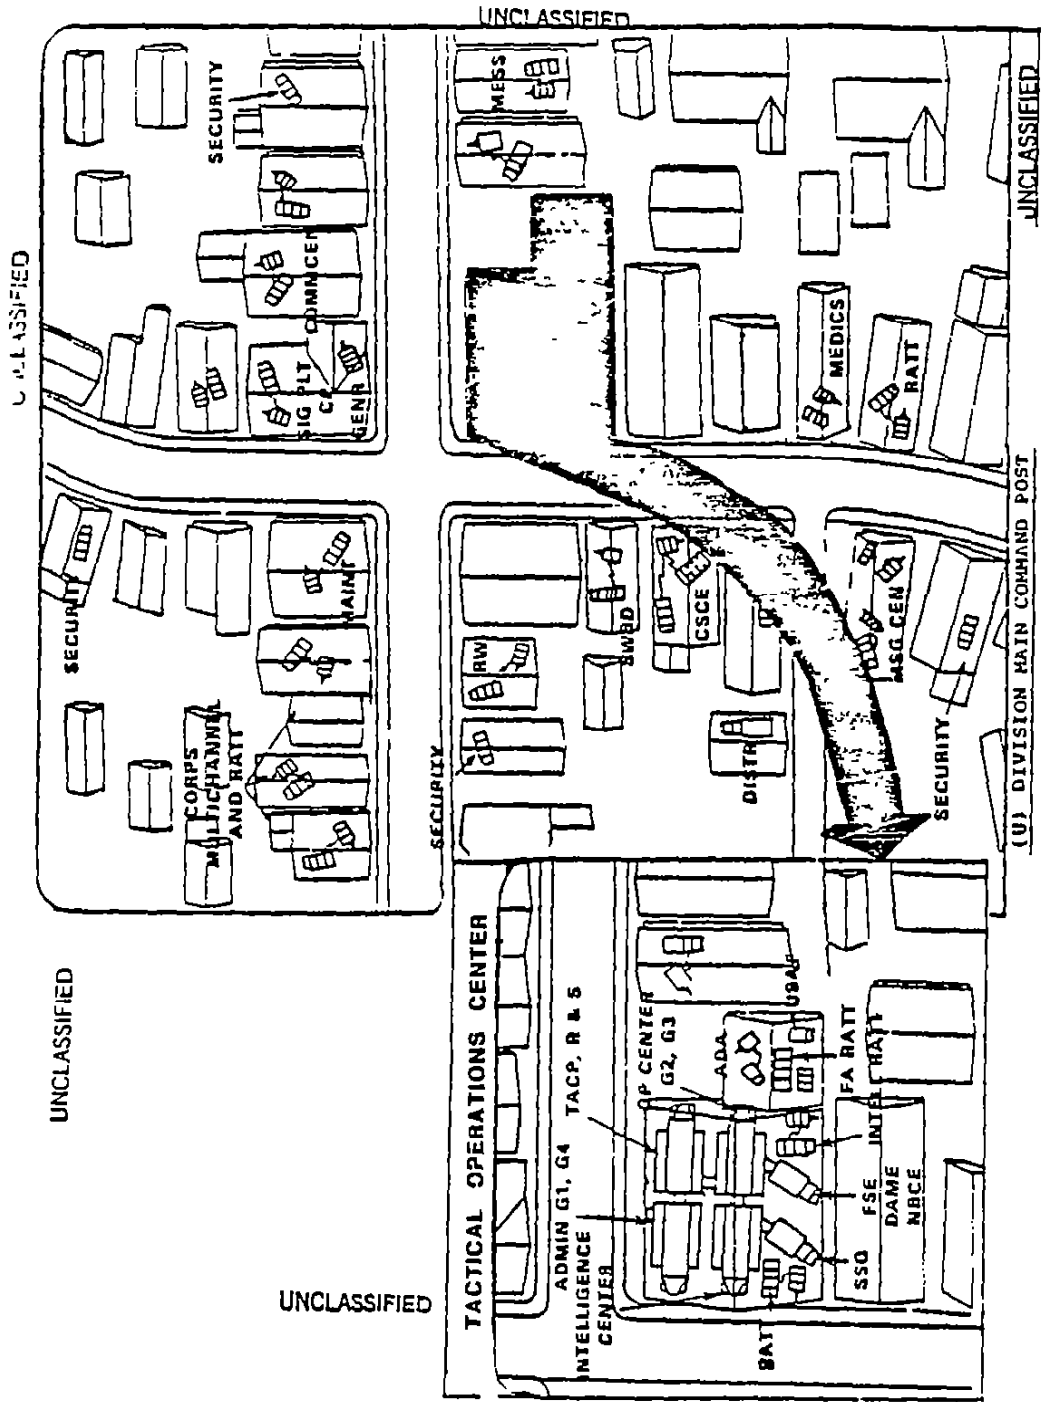 UNCLASSIFIED
UNCLASSIFIED
UNCLASSIFIED
SECURITY
MESS
COMMCEN
SIG PLT
CP
GENR
MEDICS
RATT
SECURITY
MAINT
CORPS
MULTICHANNEL
AND RATT
SECURITY
RW
SWBD
CSCE
DISTR
MSG CEN
SECURITY
(U) DIVISION MAIN COMMAND POST
UNCLASSIFIED
UNCLASSIFIED
TACTICAL OPERATIONS CENTER
TACP, R & S
ADMIN G1, G4
INTELLIGENCE
CENTER
CENTER
G2, G3
ADA
USAF
FA RATT
INTEL RATT
FSE
DAME
NBCE
SSO